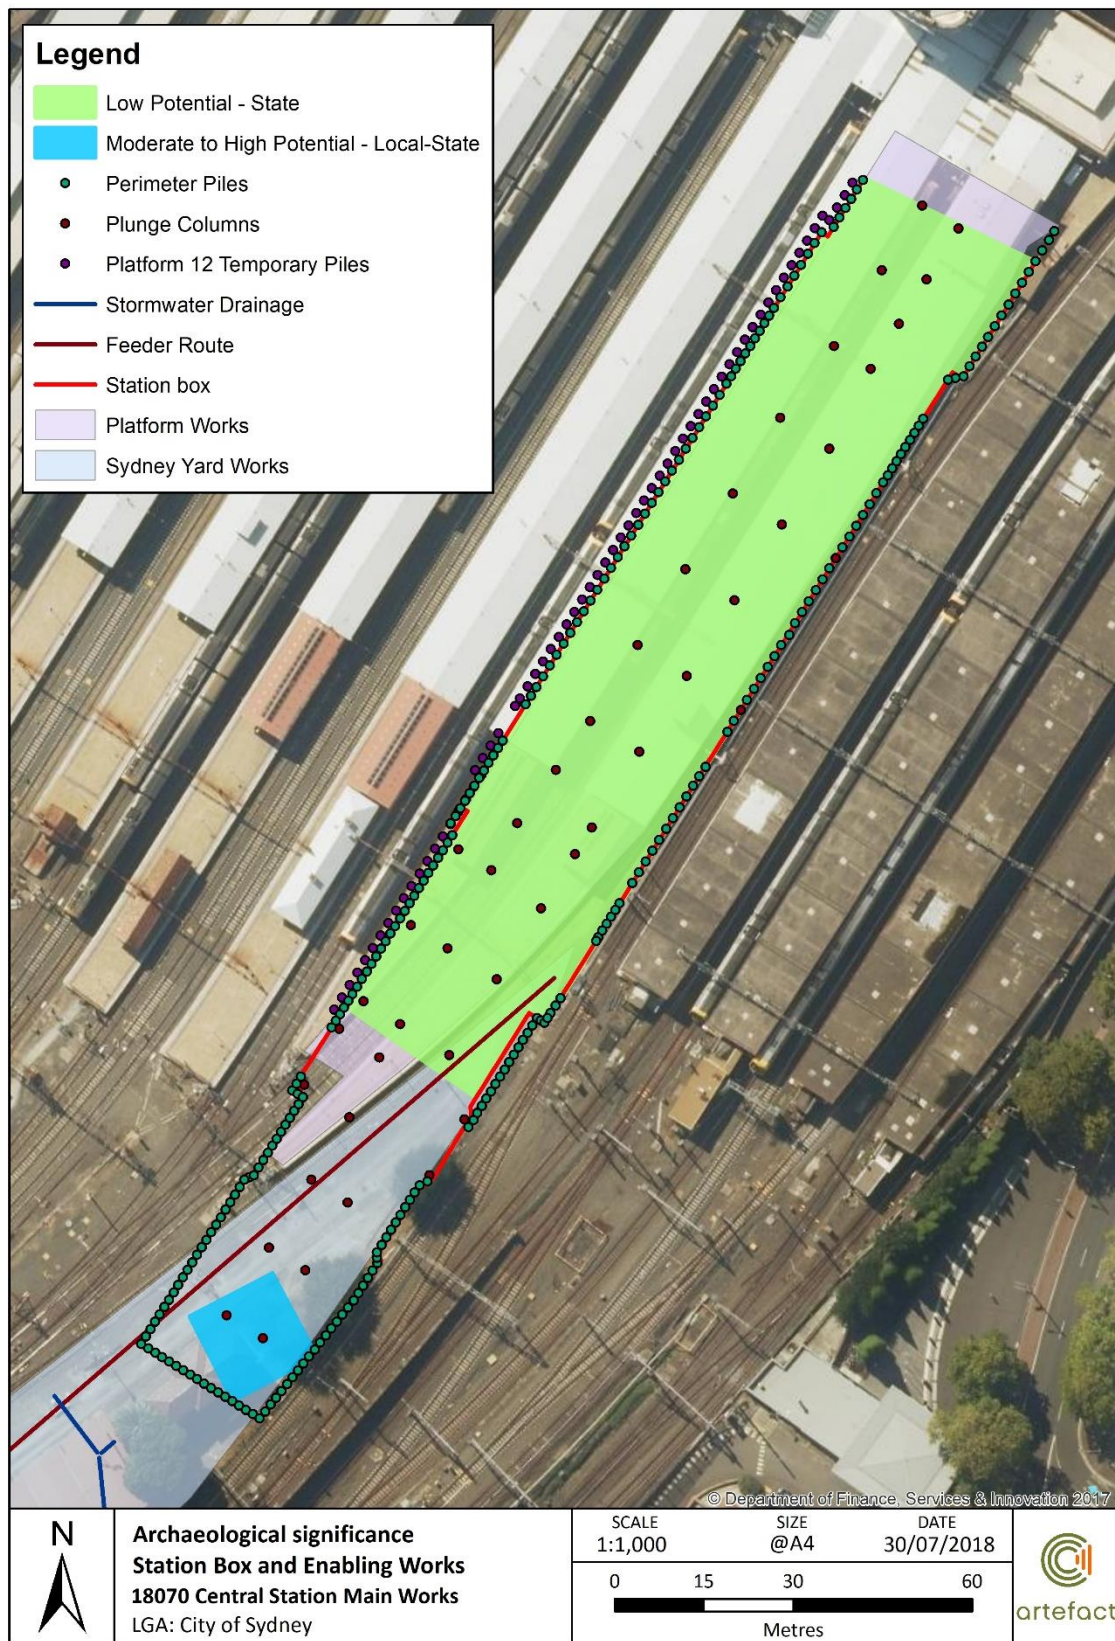 Legend
Low Potential - State
Moderate to High Potential - Local-State
Perimeter Piles
Plunge Columns
Platform 12 Temporary Piles
Stormwater Drainage
Feeder Route
Station box
Platform Works
Sydney Yard Works
© Department of Finance, Services & Innovation 2017
N
Archaeological significance
Station Box and Enabling Works
18070 Central Station Main Works
LGA: City of Sydney
SCALE SIZE DATE
1:1,000 @A4 30/07/2018
0 15 30 60
Metres
artefact